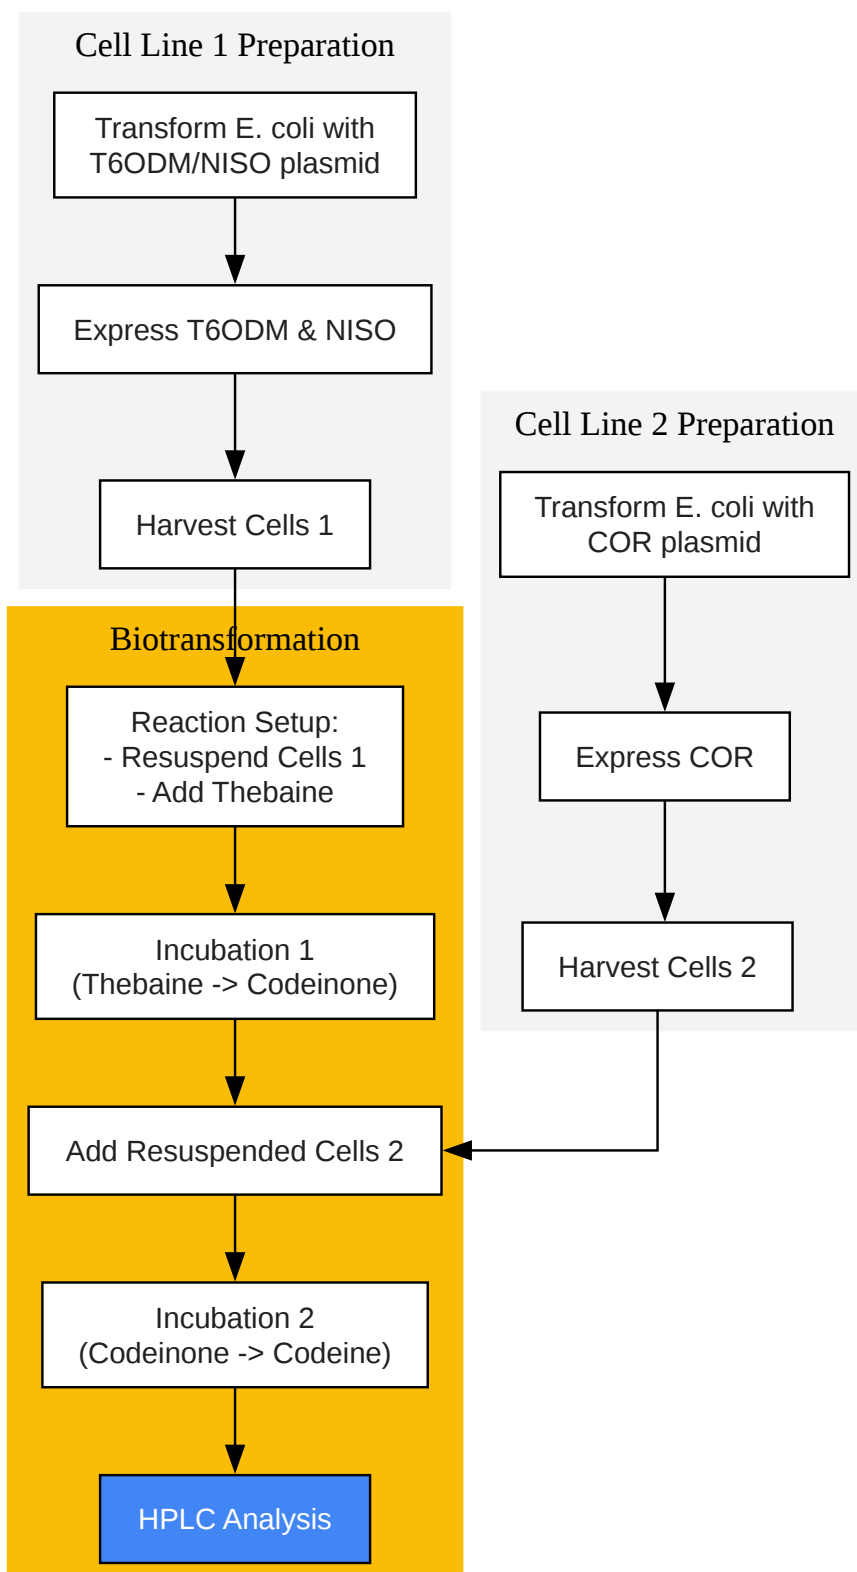 Cell Line 1 Preparation
Transform E. coli with
T6ODM/NISO plasmid
Express T6ODM & NISO
Harvest Cells 1
Cell Line 2 Preparation
Transform E. coli with
COR plasmid
Express COR
Harvest Cells 2
Biotransformation
Reaction Setup:
- Resuspend Cells 1
- Add Thebaine
Incubation 1
(Thebaine -> Codeinone)
Add Resuspended Cells 2
Incubation 2
(Codeinone -> Codeine)
HPLC Analysis